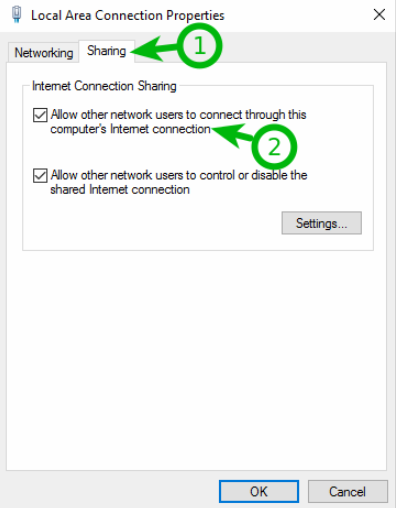 Local Area Connection Properties
Networking
Sharing
1
Internet Connection Sharing
Allow other network users to connect through this
computer's Internet connection
2
Allow other network users to control or disable the
shared Internet connection
Settings...
OK
Cancel